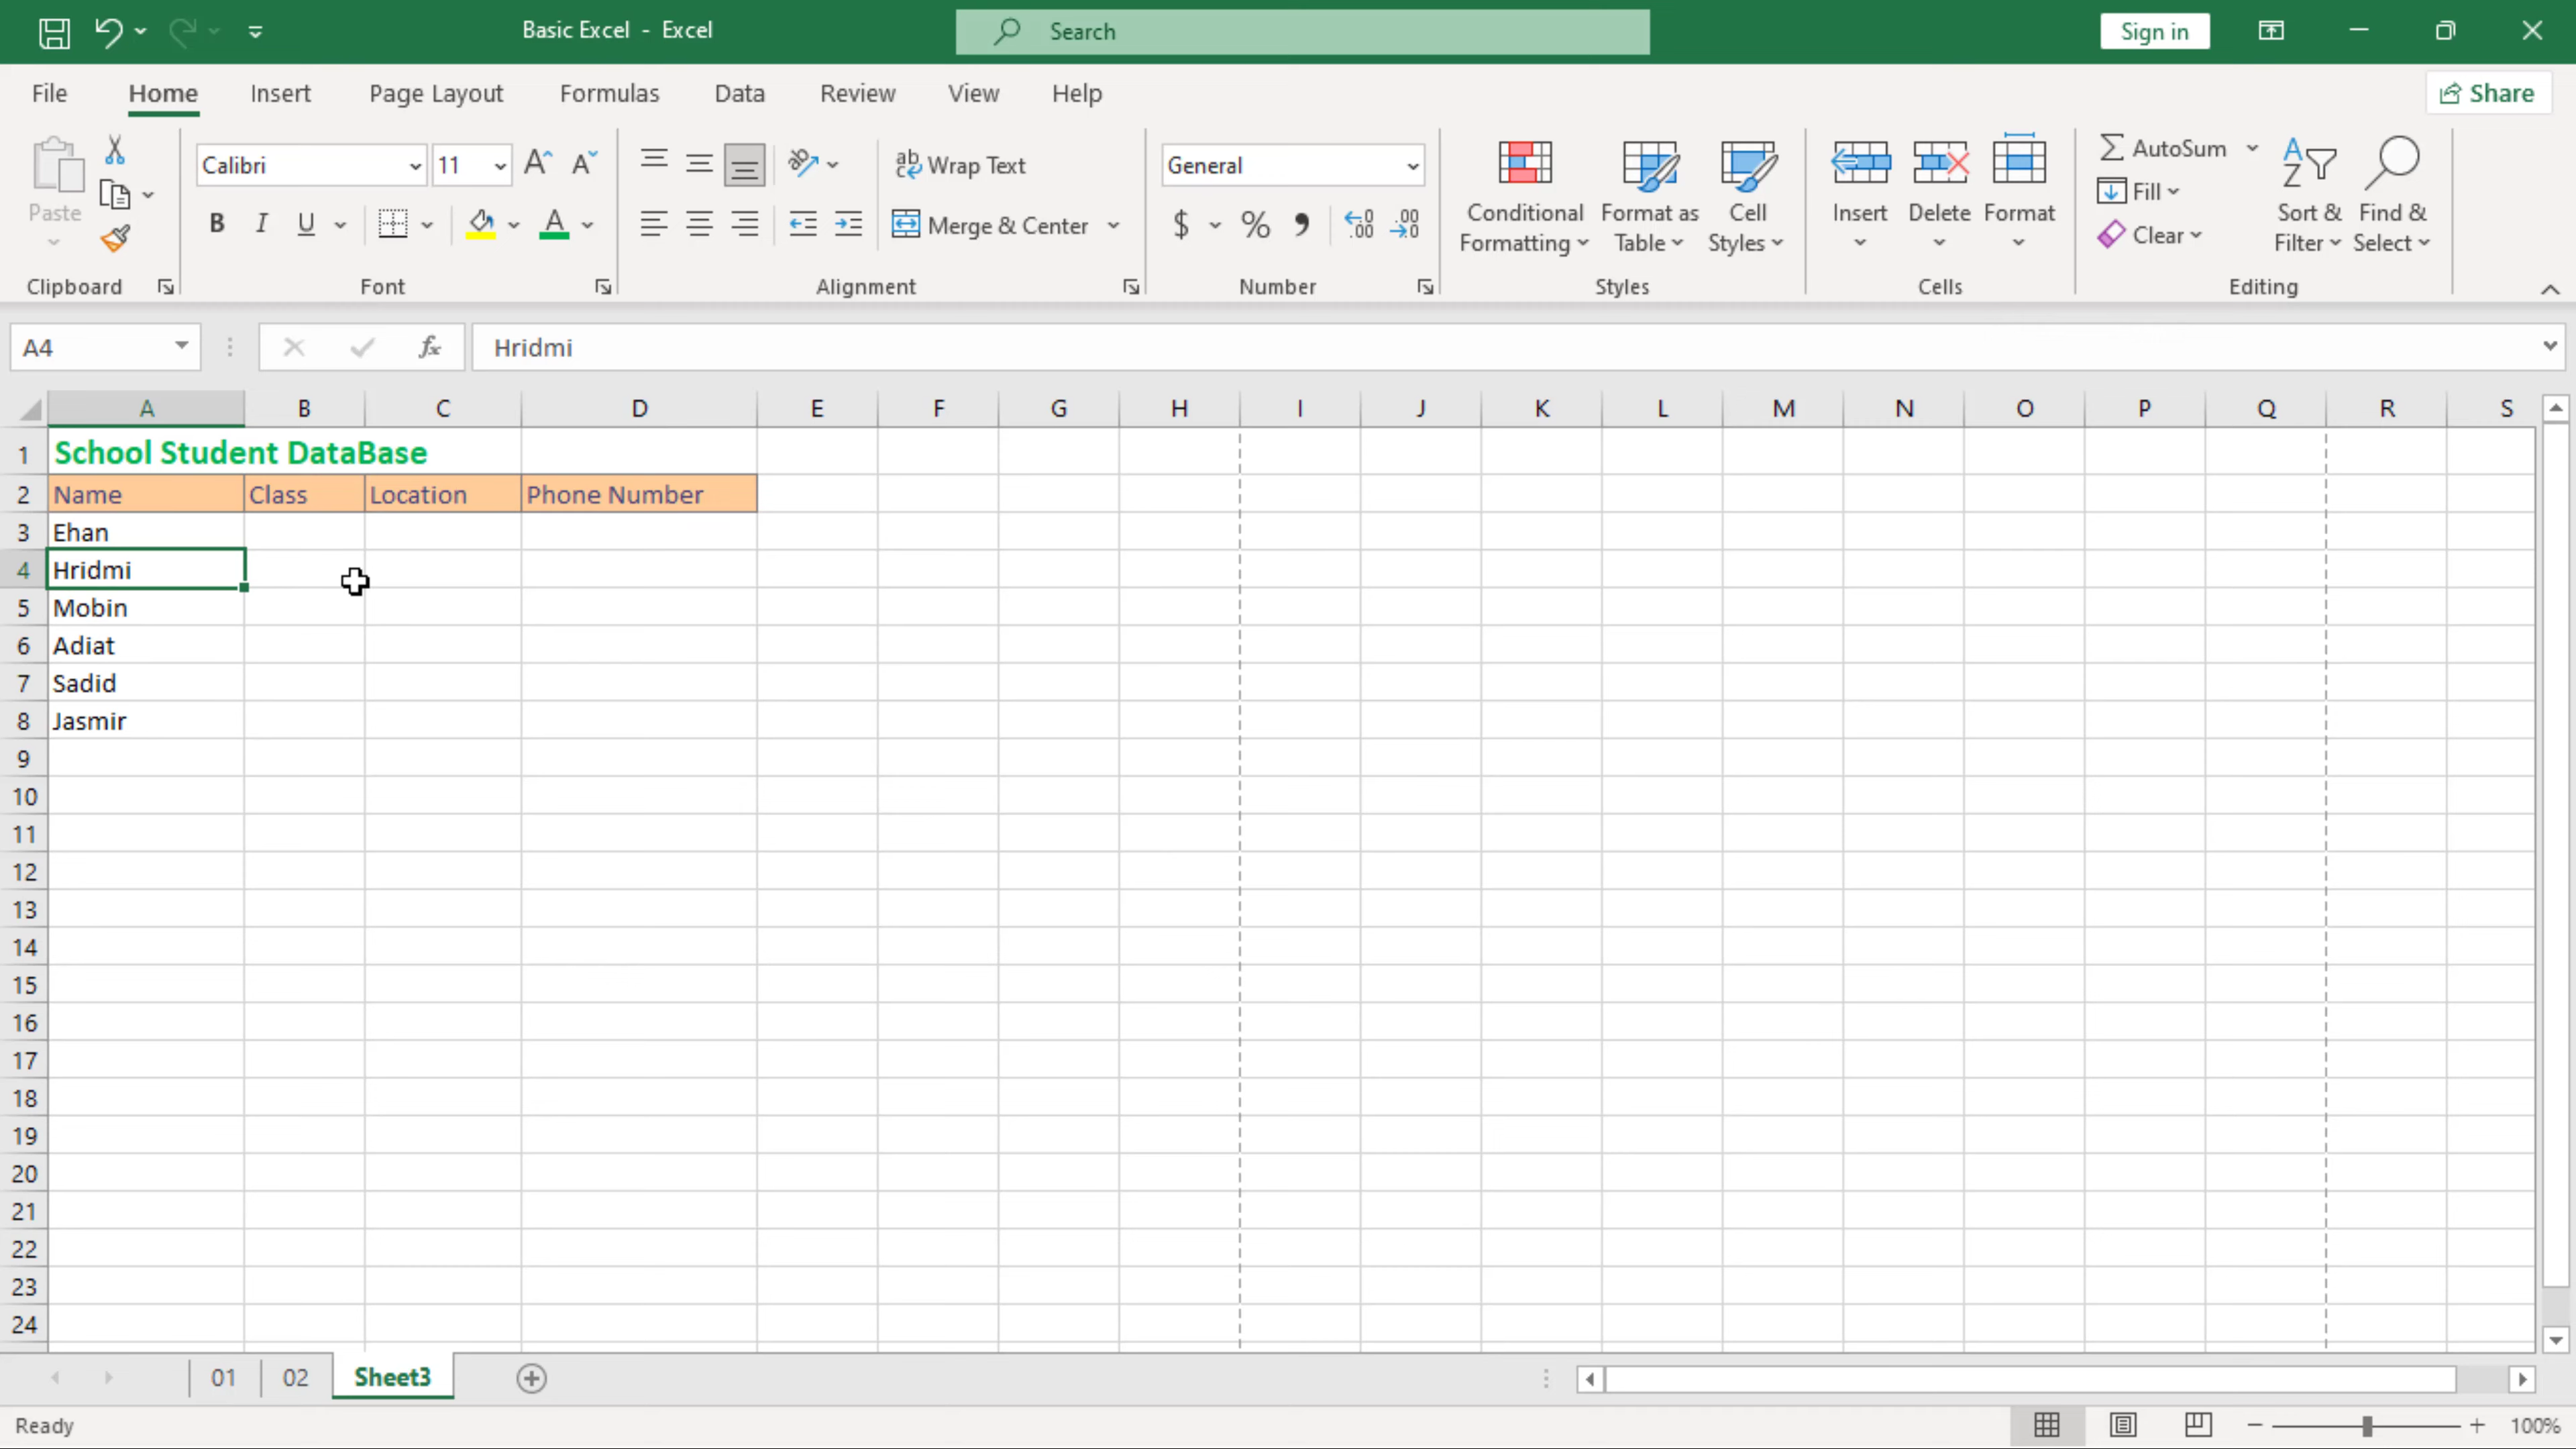 Basic Excel - Excel
Search
Sign in
File Home Insert Page Layout Formulas Data Review View Help
Share
Paste
Clipboard
Calibri 11
B I U
Font
Wrap Text
Merge & Center
Alignment
General
$ % ,
Number
Conditional Formatting
Format as Table
Cell Styles
Styles
Insert Delete Format
Cells
AutoSum
Fill
Clear
Sort & Filter
Find & Select
Editing
A4 fx Hridmi
A B C D E F G H I J K L M N O P Q R S
1 School Student DataBase
2 Name Class Location Phone Number
3 Ehan
4 Hridmi
5 Mobin
6 Adiat
7 Sadid
8 Jasmir
9
10
11
12
13
14
15
16
17
18
19
20
21
22
23
24
01 02 Sheet3
Ready 100%